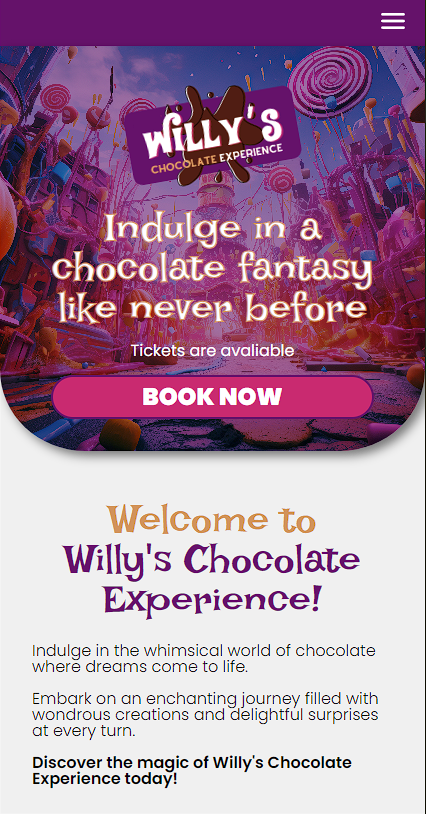 WILLY'S
CHOCOLATE EXPERIENCE
Indulge in a
chocolate fantasy
like never before
Tickets are avaliable
BOOK NOW
Welcome to
Willy's Chocolate
Experience!
Indulge in the whimsical world of chocolate
where dreams come to life.
Embark on an enchanting journey filled with
wondrous creations and delightful surprises
at every turn.
Discover the magic of Willy's Chocolate
Experience today!